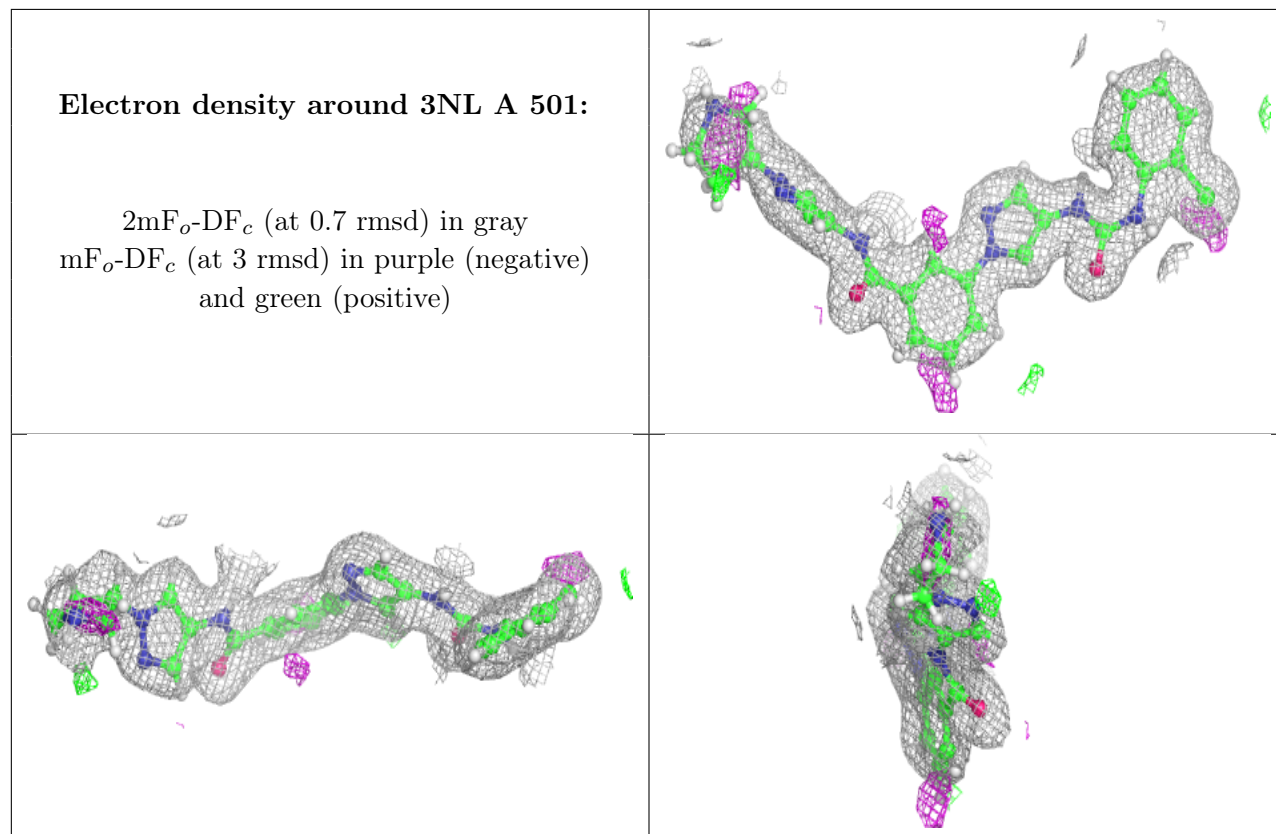 Electron density around 3NL A 501:
2mFₒ-DF𝒸 (at 0.7 rmsd) in gray
mFₒ-DF𝒸 (at 3 rmsd) in purple (negative)
and green (positive)